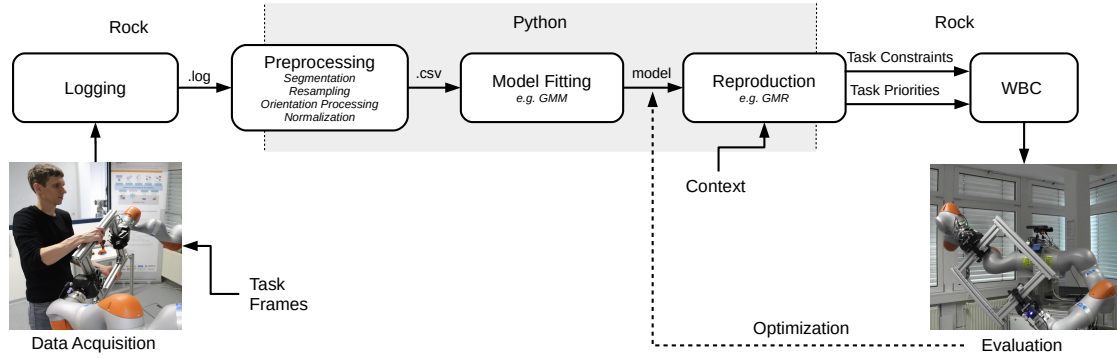 Rock
Python
Rock
Logging
.log
Preprocessing
Segmentation
Resampling
Orientation Processing
Normalization
.csv
Model Fitting
e.g. GMM
model
Reproduction
e.g. GMR
Task Constraints
Task Priorities
WBC
Context
Task
Frames
Optimization
Data Acquisition
Evaluation